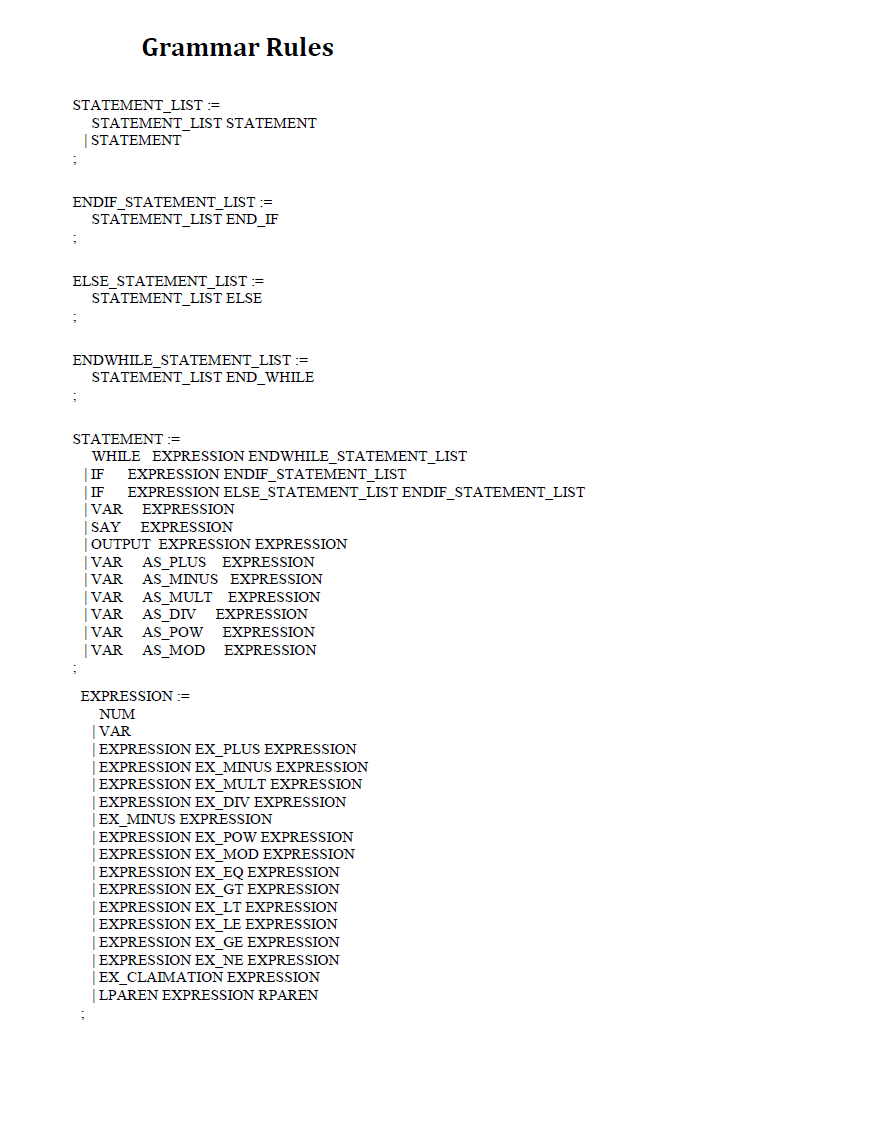 Grammar Rules
STATEMENT_LIST :=
STATEMENT_LIST STATEMENT
| STATEMENT
;
ENDIF_STATEMENT_LIST :=
STATEMENT_LIST END_IF
;
ELSE_STATEMENT_LIST :=
STATEMENT_LIST ELSE
;
ENDWHILE_STATEMENT_LIST :=
STATEMENT_LIST END_WHILE
;
STATEMENT :=
WHILE EXPRESSION ENDWHILE_STATEMENT_LIST
| IF EXPRESSION ENDIF_STATEMENT_LIST
| IF EXPRESSION ELSE_STATEMENT_LIST ENDIF_STATEMENT_LIST
| VAR EXPRESSION
| SAY EXPRESSION
| OUTPUT EXPRESSION EXPRESSION
| VAR AS_PLUS EXPRESSION
| VAR AS_MINUS EXPRESSION
| VAR AS_MULT EXPRESSION
| VAR AS_DIV EXPRESSION
| VAR AS_POW EXPRESSION
| VAR AS_MOD EXPRESSION
;
EXPRESSION :=
NUM
| VAR
| EXPRESSION EX_PLUS EXPRESSION
| EXPRESSION EX_MINUS EXPRESSION
| EXPRESSION EX_MULT EXPRESSION
| EXPRESSION EX_DIV EXPRESSION
| EX_MINUS EXPRESSION
| EXPRESSION EX_POW EXPRESSION
| EXPRESSION EX_MOD EXPRESSION
| EXPRESSION EX_EQ EXPRESSION
| EXPRESSION EX_GT EXPRESSION
| EXPRESSION EX_LT EXPRESSION
| EXPRESSION EX_LE EXPRESSION
| EXPRESSION EX_GE EXPRESSION
| EXPRESSION EX_NE EXPRESSION
| EX_CLAIMATION EXPRESSION
| LPAREN EXPRESSION RPAREN
;